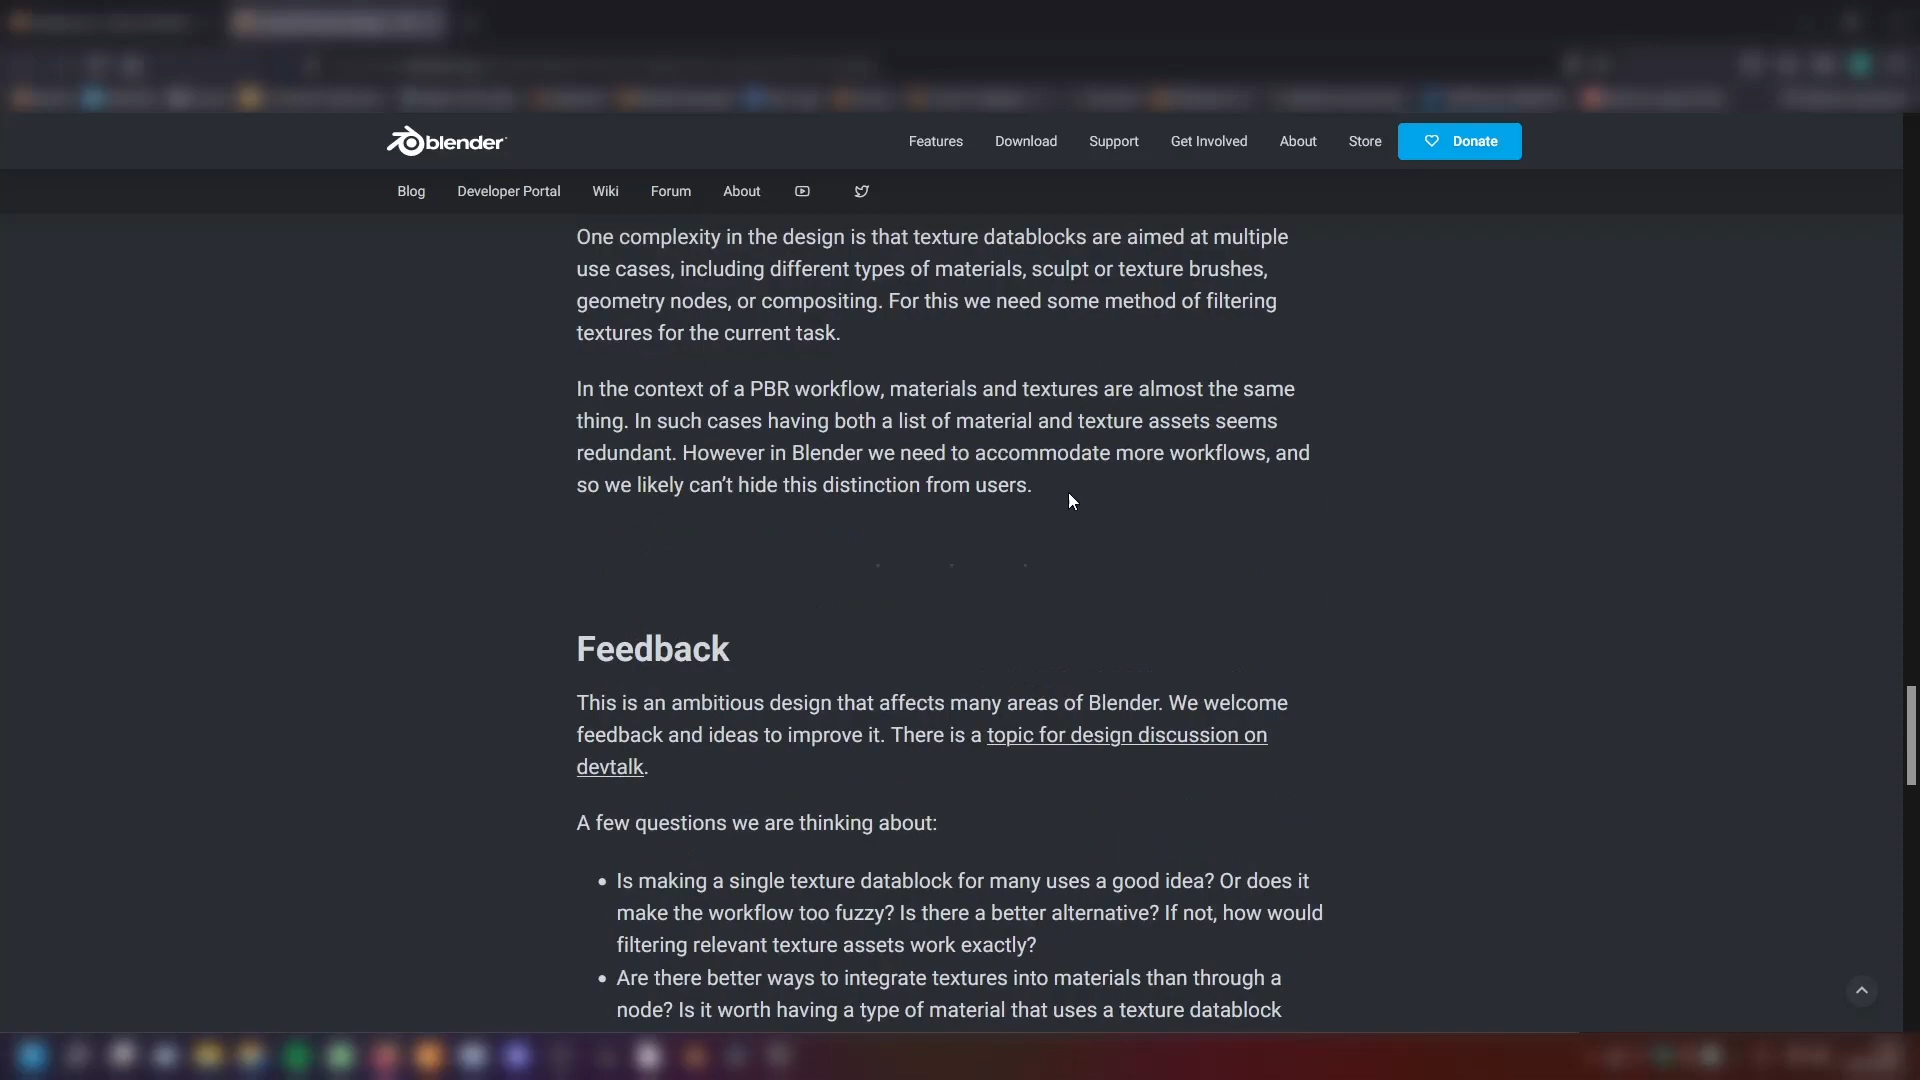 blender
Features Download Support Get Involved About Store Donate
Blog Developer Portal Wiki Forum About
One complexity in the design is that texture datablocks are aimed at multiple
use cases, including different types of materials, sculpt or texture brushes,
geometry nodes, or compositing. For this we need some method of filtering
textures for the current task.
In the context of a PBR workflow, materials and textures are almost the same
thing. In such cases having both a list of material and texture assets seems
redundant. However in Blender we need to accommodate more workflows, and
so we likely can’t hide this distinction from users.
Feedback
This is an ambitious design that affects many areas of Blender. We welcome
feedback and ideas to improve it. There is a topic for design discussion on
devtalk.
A few questions we are thinking about:
• Is making a single texture datablock for many uses a good idea? Or does it
make the workflow too fuzzy? Is there a better alternative? If not, how would
filtering relevant texture assets work exactly?
• Are there better ways to integrate textures into materials than through a
node? Is it worth having a type of material that uses a texture datablock